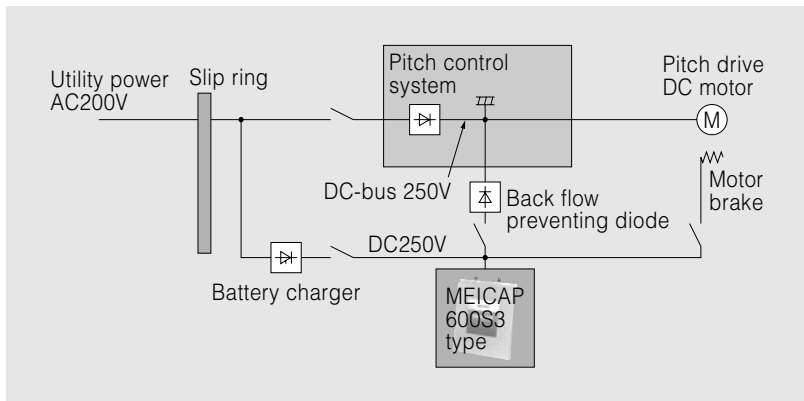 Utility power
AC200V
Slip ring
Pitch control
system
Pitch drive
DC motor
M
DC-bus 250V
Back flow
preventing diode
Motor
brake
DC250V
Battery charger
MEICAP
600S3
type